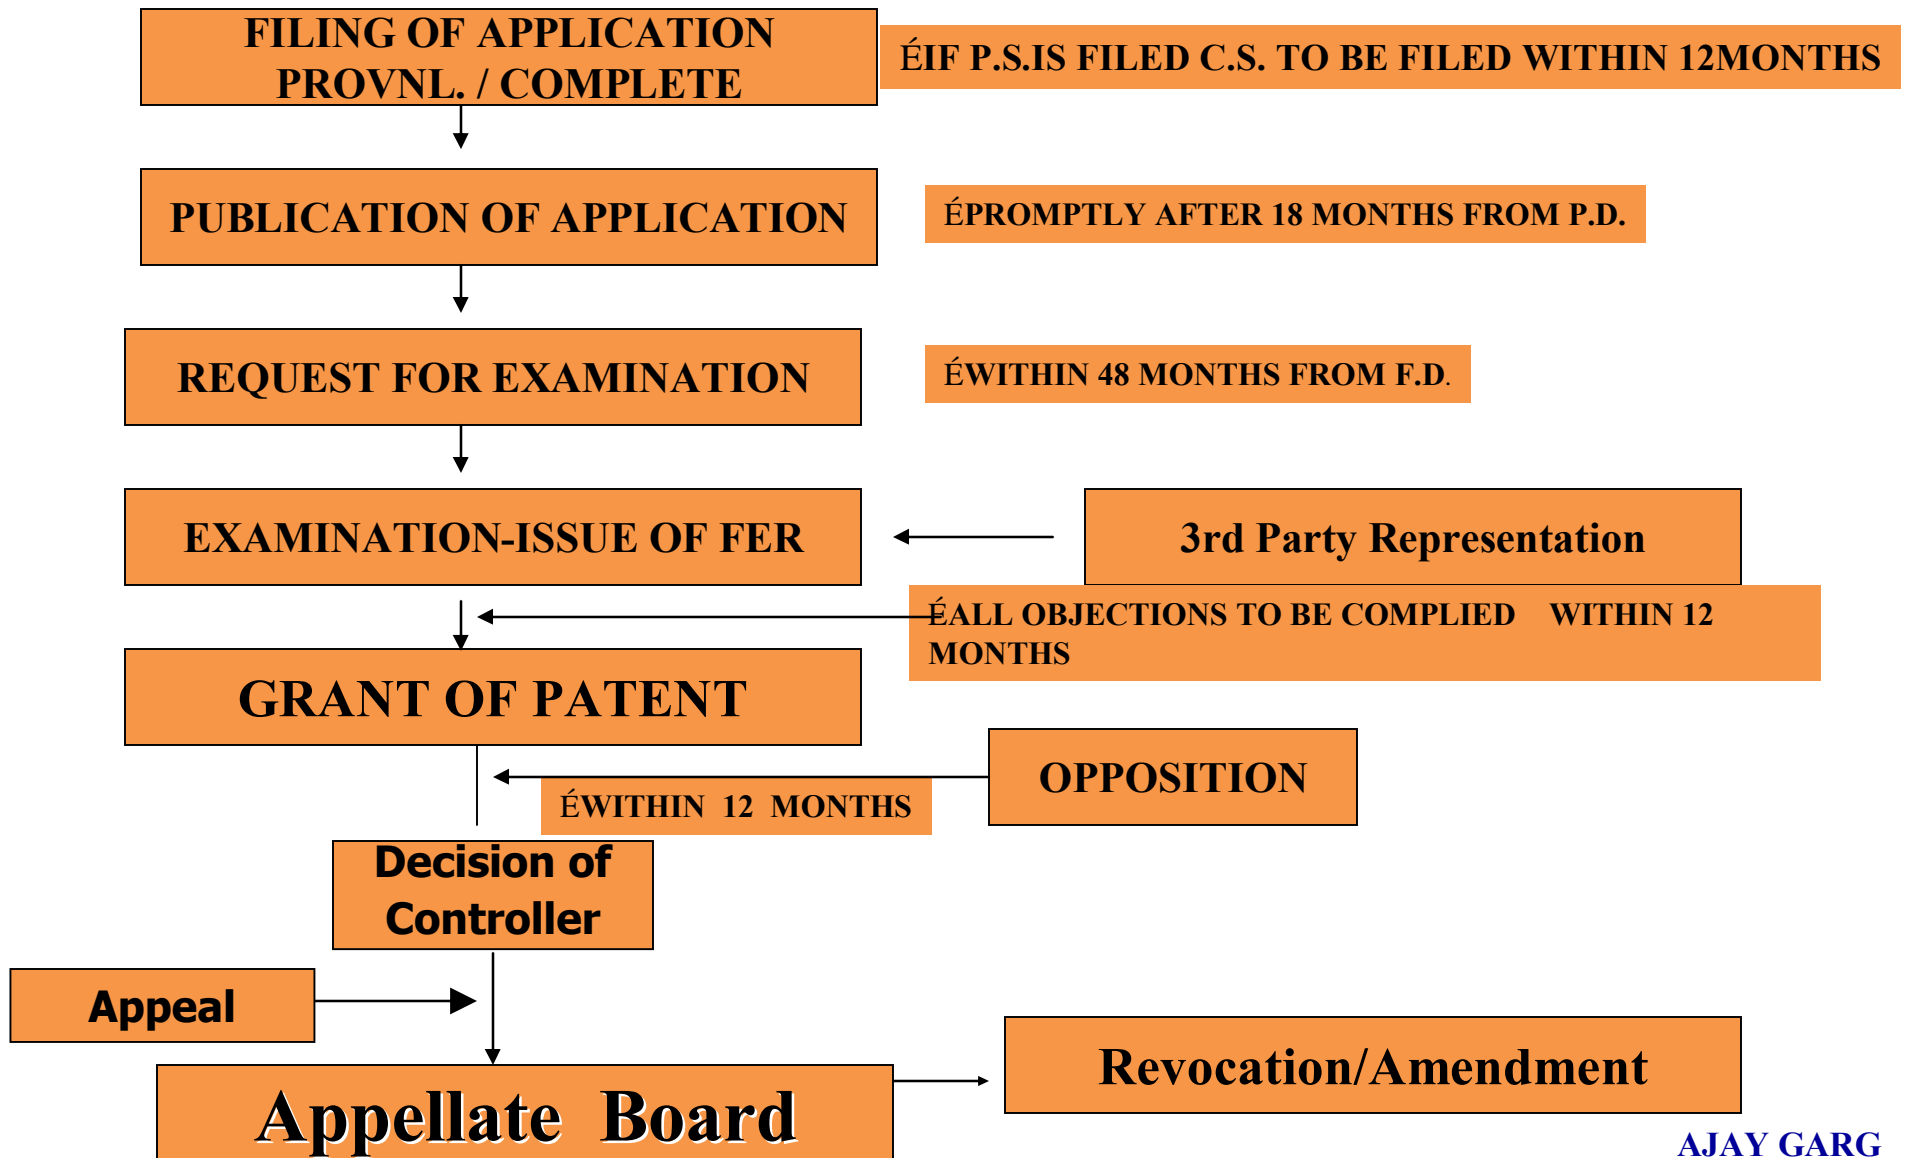 FILING OF APPLICATION
PROVNL. / COMPLETE
ÉIF P.S.IS FILED C.S. TO BE FILED WITHIN 12MONTHS
PUBLICATION OF APPLICATION
ÉPROMPTLY AFTER 18 MONTHS FROM P.D.
REQUEST FOR EXAMINATION
ÉWITHIN 48 MONTHS FROM F.D.
EXAMINATION-ISSUE OF FER
3rd Party Representation
ÉALL OBJECTIONS TO BE COMPLIED WITHIN 12
MONTHS
GRANT OF PATENT
OPPOSITION
ÉWITHIN 12 MONTHS
Decision of
Controller
Appeal
Appellate Board
Revocation/Amendment
AJAY GARG